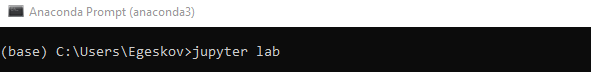 Anaconda Prompt (anaconda3)
(base) C:\Users\Egeskov>jupyter lab